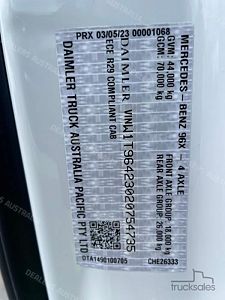 PRX 03/05/23 00001068
MERCEDES-BENZ 96X - 4 AXLE
GVM: 44,000 kg FRONT AXLE GROUP: 18,000 kg
GCM: 70,000 kg REAR AXLE GROUP: 26,000 kg
DAIMLER VIN W1T96423020754735
ECE R29 COMPLIANT CAB
DAIMLER TRUCK AUSTRALIA PACIFIC PTY LTD
CHE26333
trucksales